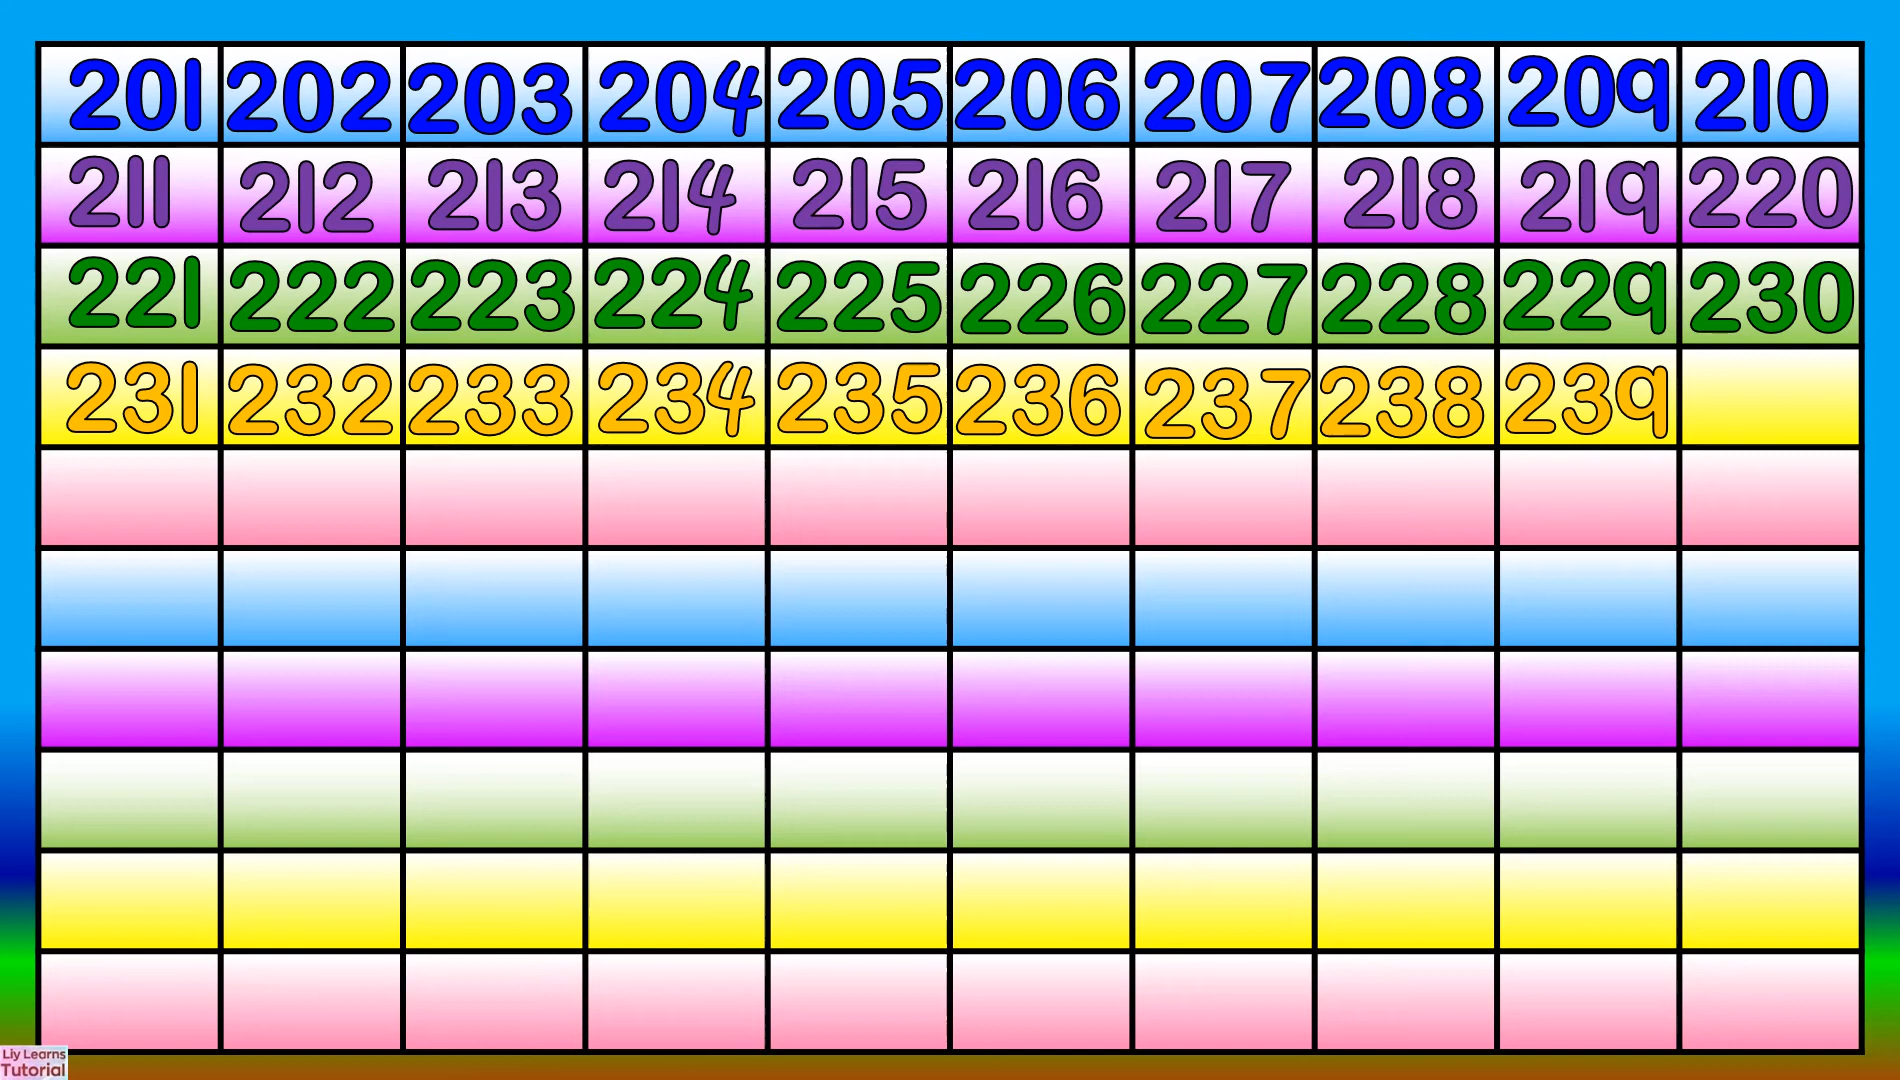 201 202 203 204 205 206 207 208 209 210
211 212 213 214 215 216 217 218 219 220
221 222 223 224 225 226 227 228 229 230
231 232 233 234 235 236 237 238 239
Liy Learns
Tutorial